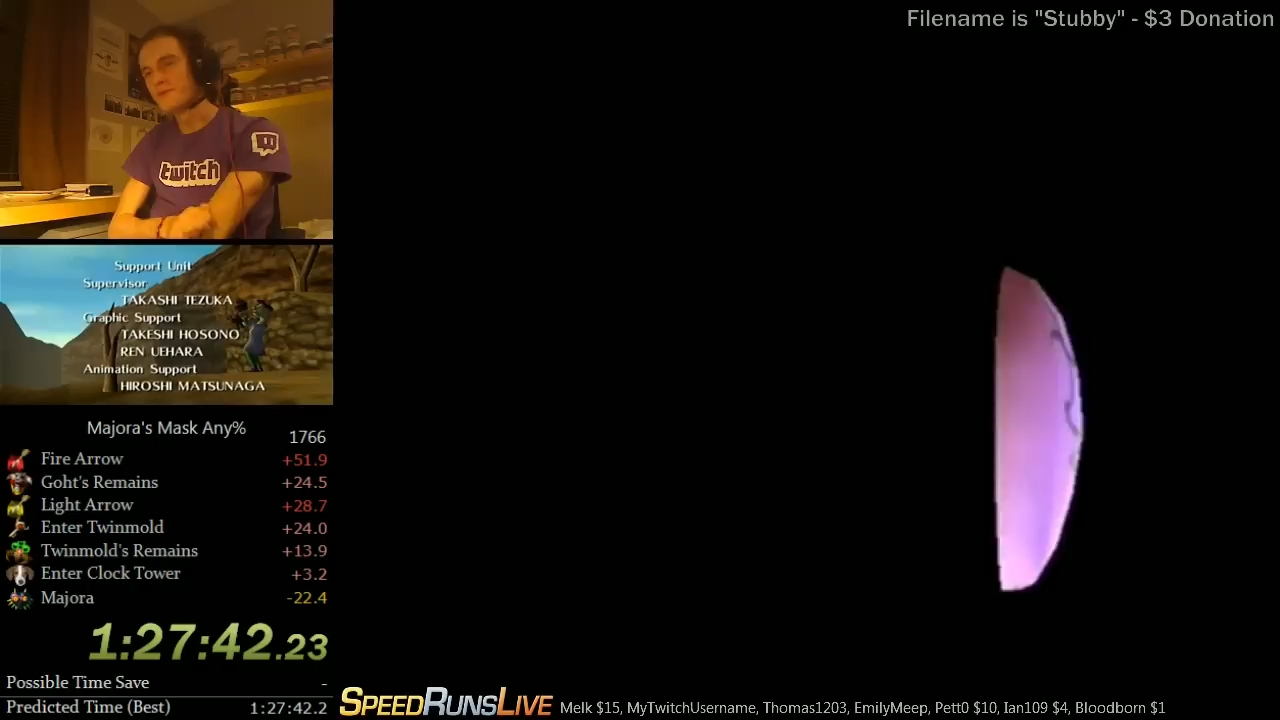 Filename is "Stubby" - $3 Donation
twitch
Support Unit
Supervisor
TAKASHI TEZUKA
Graphic Support
TAKESHI HOSONO
REN UEHARA
Animation Support
HIROSHI MATSUNAGA
Majora's Mask Any%
1766
Fire Arrow +51.9
Goht's Remains +24.5
Light Arrow +28.7
Enter Twinmold +24.0
Twinmold's Remains +13.9
Enter Clock Tower +3.2
Majora -22.4
1:27:42.23
Possible Time Save -
Predicted Time (Best) 1:27:42.2
SPEEDRUNSLIVE
Melk $15, MyTwitchUsername, Thomas1203, EmilyMeep, Pett0 $10, Ian109 $4, Bloodborn $1